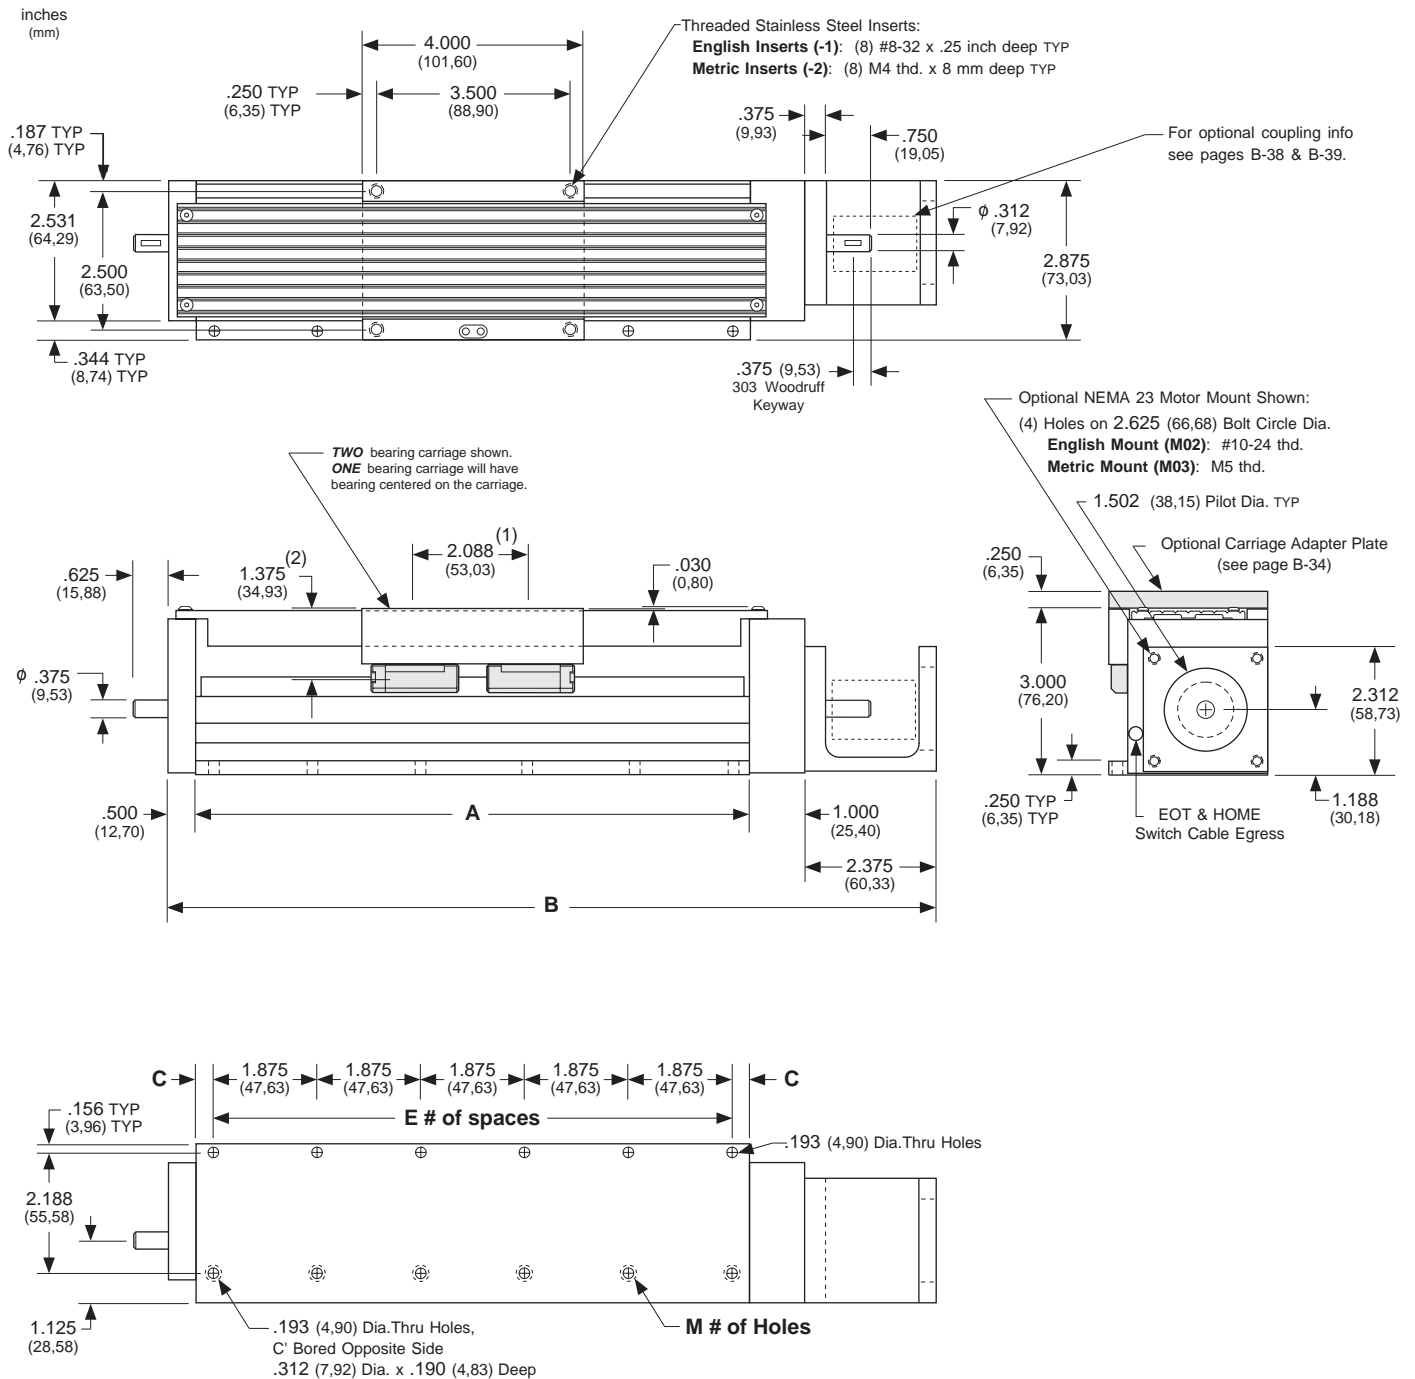 inches
(mm)
4.000
(101,60)
Threaded Stainless Steel Inserts:
English Inserts (-1): (8) #8-32 x .25 inch deep TYP
Metric Inserts (-2): (8) M4 thd. x 8 mm deep TYP
.250 TYP
(6,35) TYP
3.500
(88,90)
.375
(9,93)
.750
(19,05)
For optional coupling info
see pages B-38 & B-39.
.187 TYP
(4,76) TYP
2.531
(64,29)
2.500
(63,50)
ϕ .312
(7,92)
2.875
(73,03)
.344 TYP
(8,74) TYP
.375 (9,53)
303 Woodruff
Keyway
Optional NEMA 23 Motor Mount Shown:
(4) Holes on 2.625 (66,68) Bolt Circle Dia.
English Mount (M02): #10-24 thd.
Metric Mount (M03): M5 thd.
TWO bearing carriage shown.
ONE bearing carriage will have
bearing centered on the carriage.
1.502 (38,15) Pilot Dia. TYP
Optional Carriage Adapter Plate
(see page B-34)
.625
(15,88)
1.375 (2)
(34,93)
2.088 (1)
(53,03)
.030
(0,80)
.250
(6,35)
ϕ .375
(9,53)
3.000
(76,20)
2.312
(58,73)
.500
(12,70)
A
1.000
(25,40)
.250 TYP
(6,35) TYP
EOT & HOME
Switch Cable Egress
1.188
(30,18)
2.375
(60,33)
B
C
1.875
(47,63)
1.875
(47,63)
1.875
(47,63)
1.875
(47,63)
1.875
(47,63)
C
.156 TYP
(3,96) TYP
E # of spaces
.193 (4,90) Dia.Thru Holes
2.188
(55,58)
1.125
(28,58)
.193 (4,90) Dia.Thru Holes,
C' Bored Opposite Side
.312 (7,92) Dia. x .190 (4,83) Deep
M # of Holes